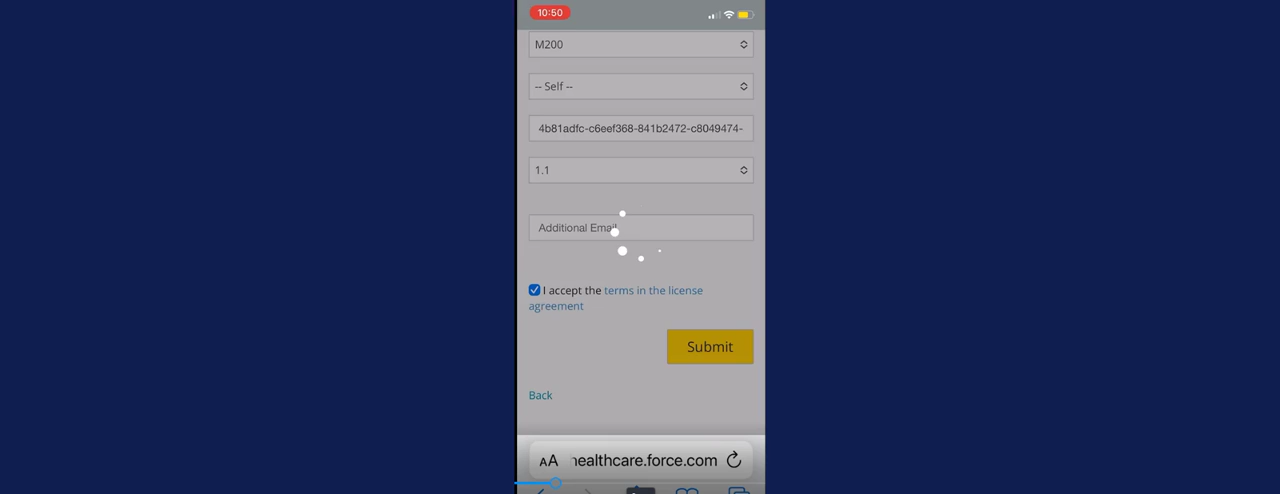 10:50
M200
-- Self --
4b81adfc-c6eef368-841b2472-c8049474-
1.1
Additional Email
I accept the terms in the license
agreement
Submit
Back
AA healthcare.force.com